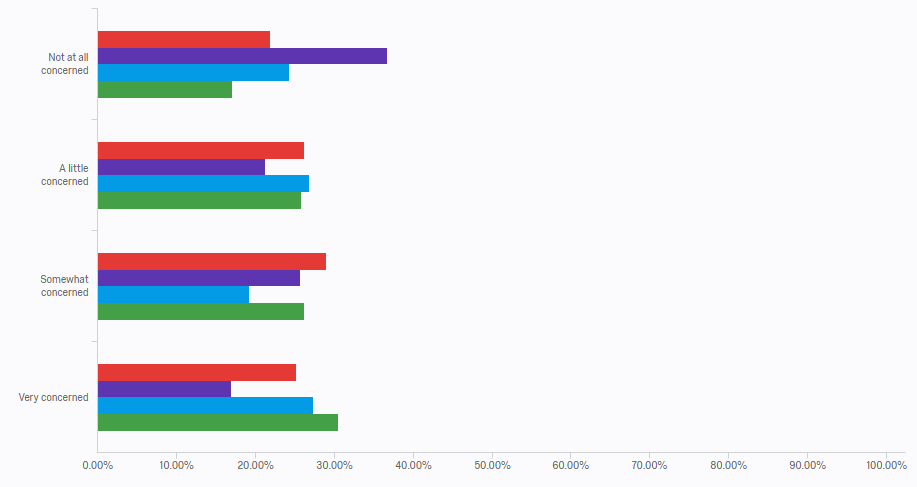 Not at all
concerned
A little
concerned
Somewhat
concerned
Very concerned
0.00% 10.00% 20.00% 30.00% 40.00% 50.00% 60.00% 70.00% 80.00% 90.00% 100.00%